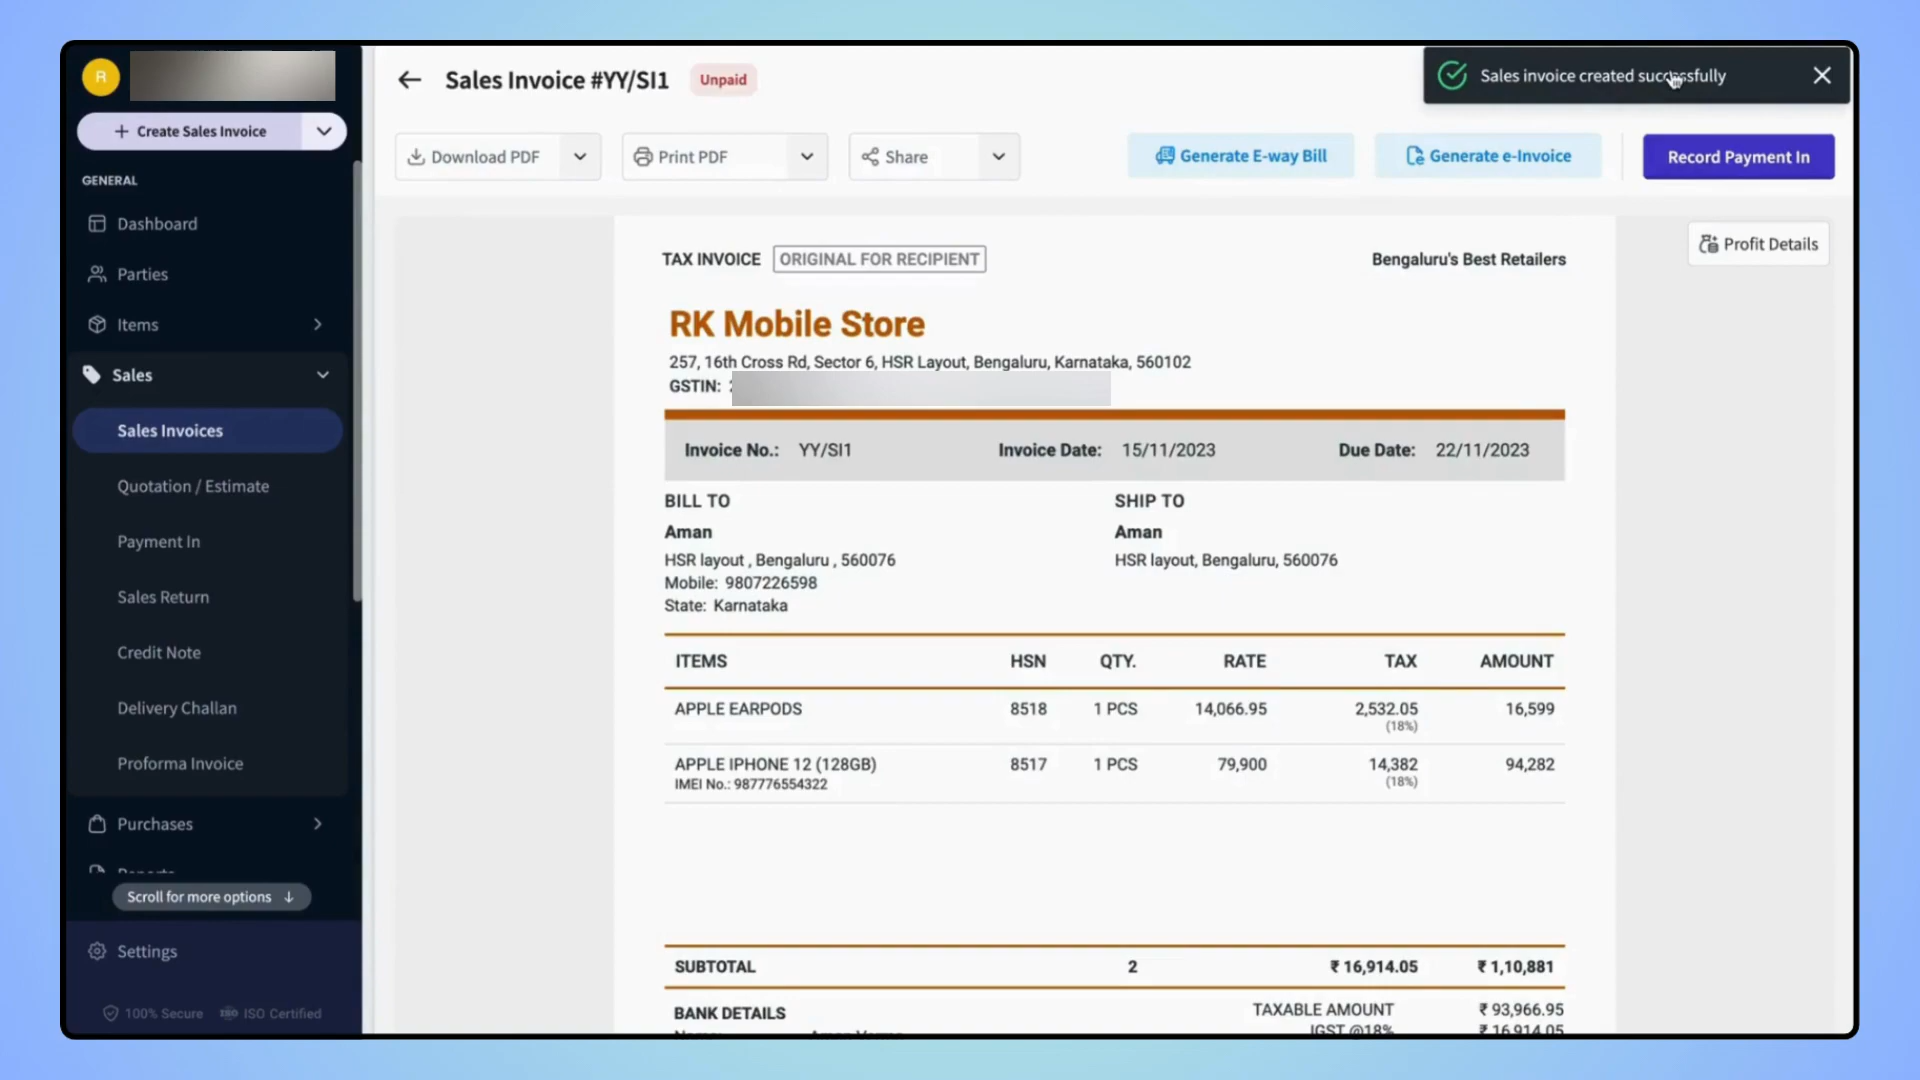 R
Sales Invoice #YY/SI1 Unpaid
Sales invoice created successfully
+ Create Sales Invoice
Download PDF
Print PDF
Share
Generate E-way Bill
Generate e-Invoice
Record Payment In
GENERAL
Dashboard
Parties
Items
Sales
Sales Invoices
Quotation / Estimate
Payment In
Sales Return
Credit Note
Delivery Challan
Proforma Invoice
Purchases
Scroll for more options ↓
Settings
100% Secure ISO ISO Certified
Profit Details
TAX INVOICE ORIGINAL FOR RECIPIENT Bengaluru's Best Retailers
RK Mobile Store
257, 16th Cross Rd, Sector 6, HSR Layout, Bengaluru, Karnataka, 560102
GSTIN:
Invoice No.: YY/SI1 Invoice Date: 15/11/2023 Due Date: 22/11/2023
BILL TO SHIP TO
Aman Aman
HSR layout , Bengaluru , 560076 HSR layout, Bengaluru, 560076
Mobile: 9807226598
State: Karnataka
ITEMS HSN QTY. RATE TAX AMOUNT
APPLE EARPODS 8518 1 PCS 14,066.95 2,532.05 16,599
(18%)
APPLE IPHONE 12 (128GB) 8517 1 PCS 79,900 14,382 94,282
IMEI No.: 987776554322 (18%)
SUBTOTAL 2 ₹ 16,914.05 ₹ 1,10,881
BANK DETAILS TAXABLE AMOUNT ₹ 93,966.95
IGST @18% ₹ 16,914.05